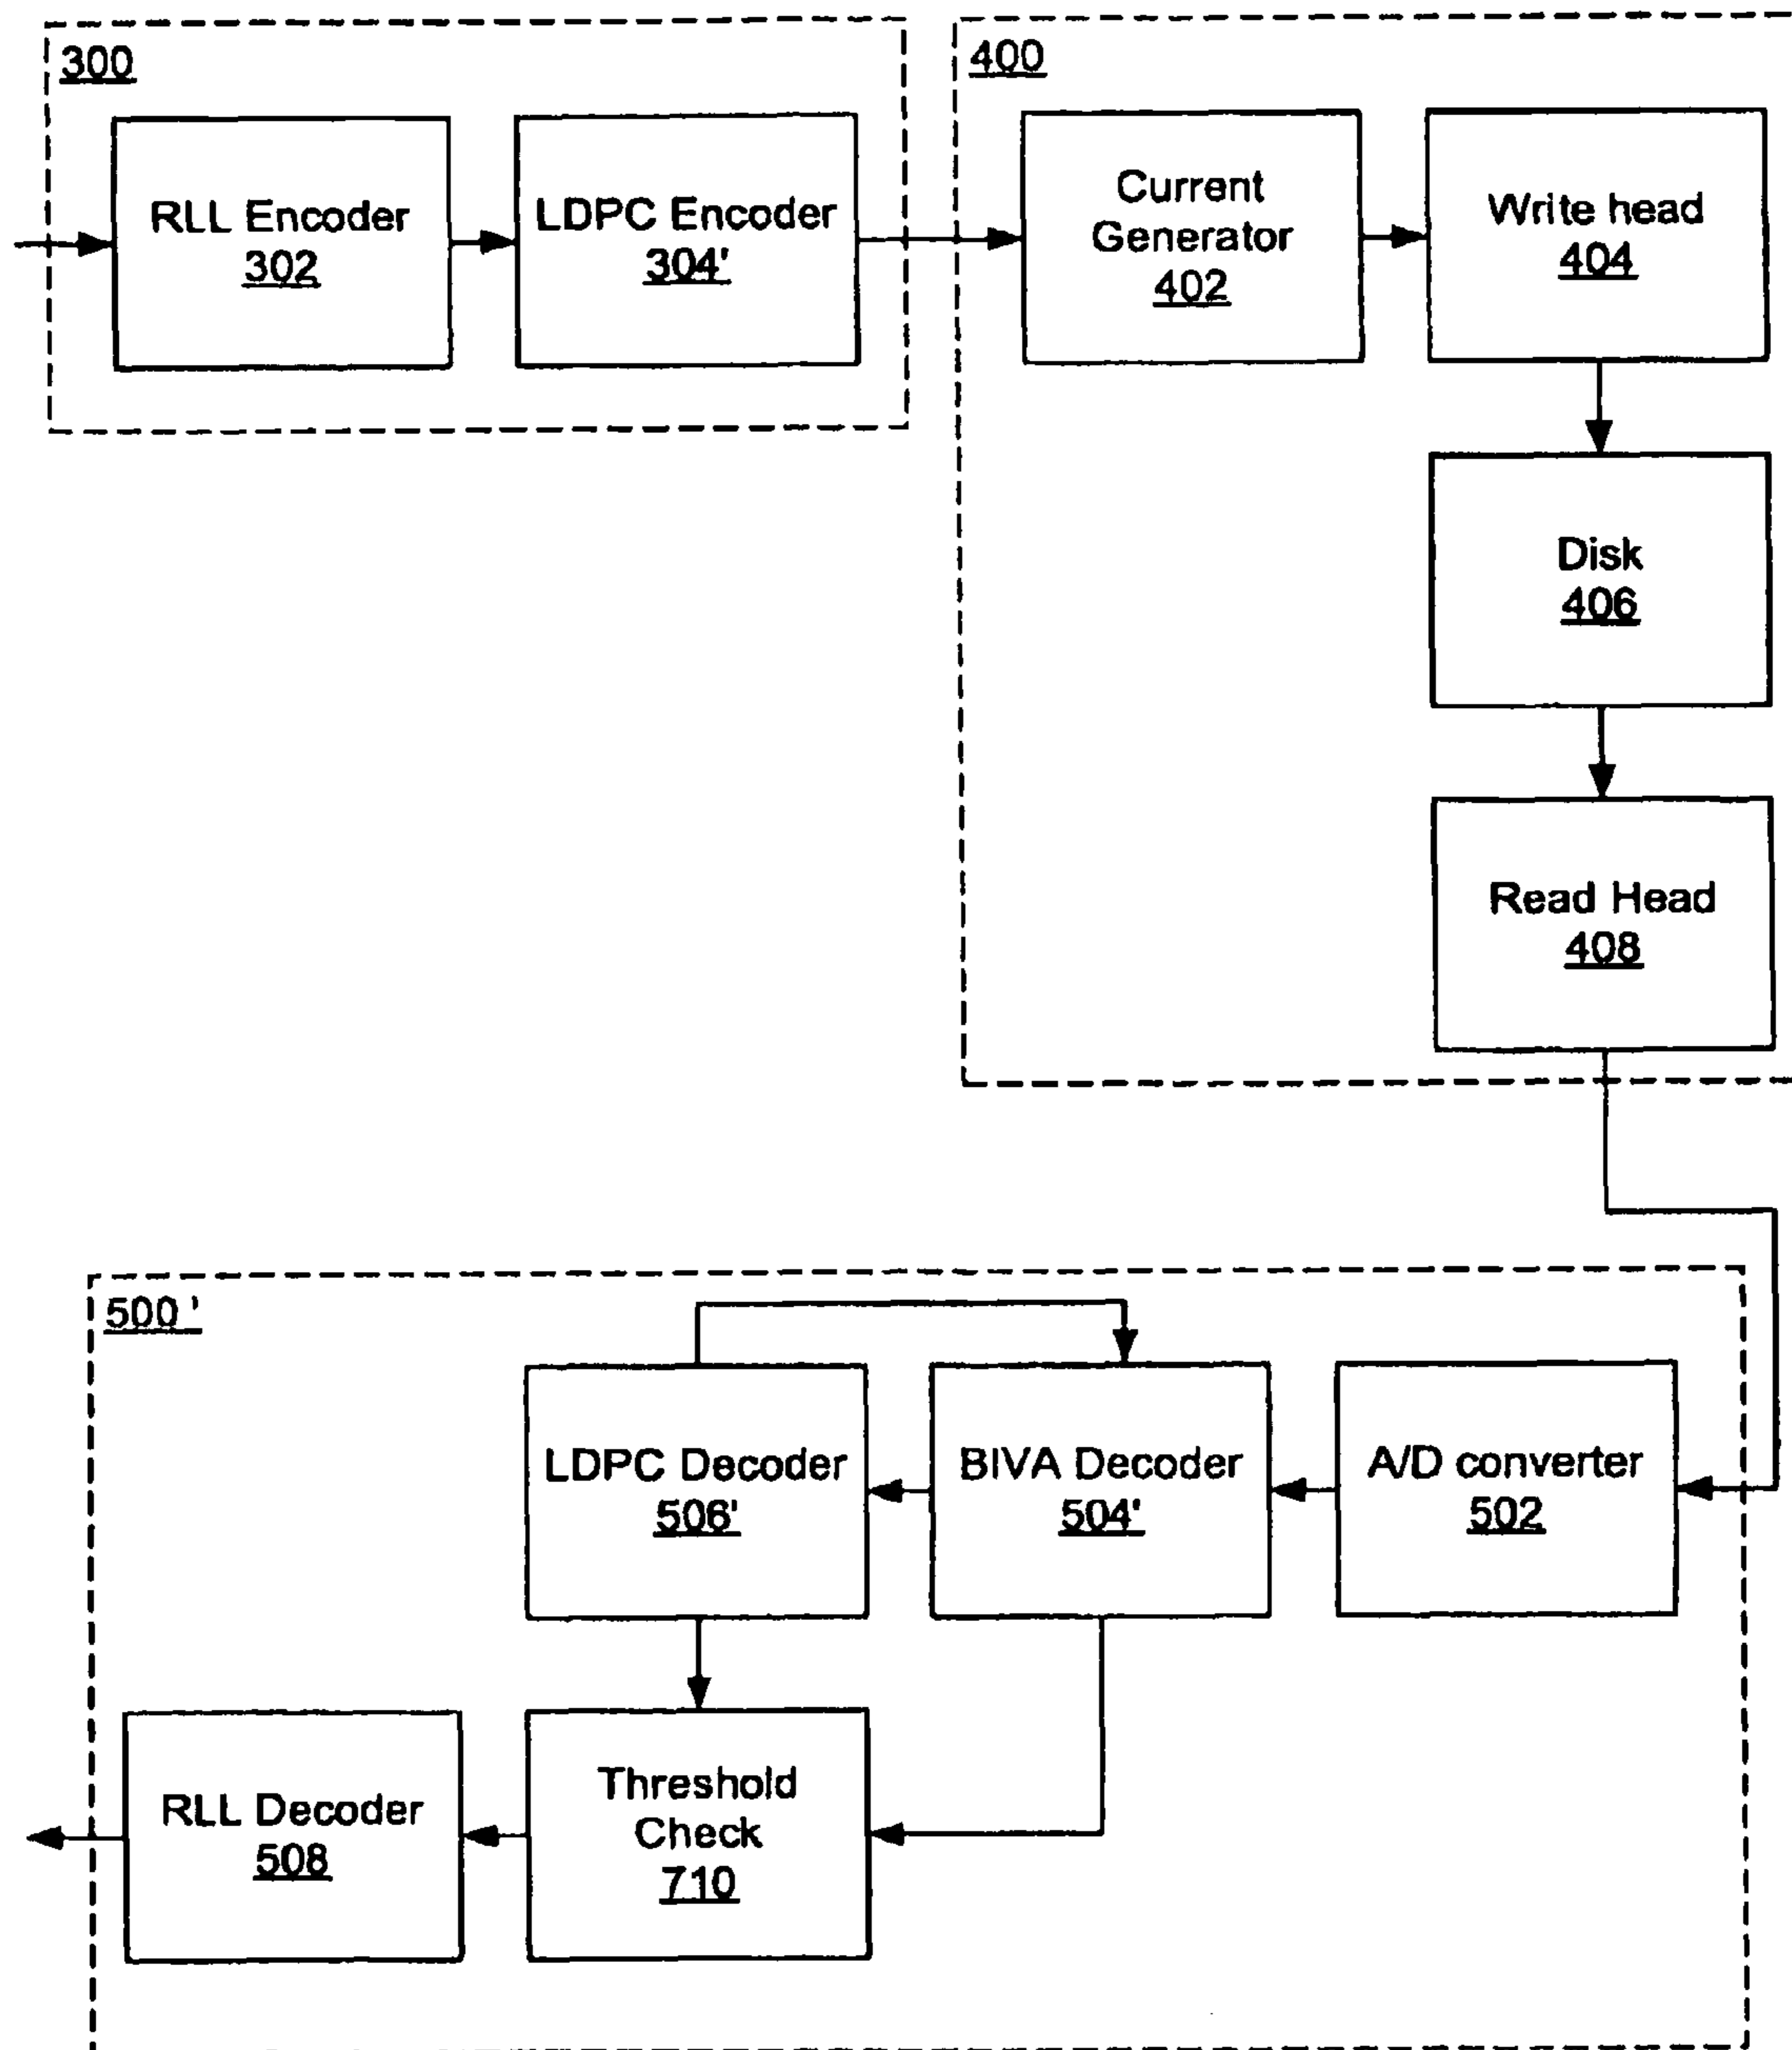 300
RLL Encoder
302
LDPC Encoder
304'
400
Current
Generator
402
Write head
404
Disk
406
Read Head
408
500 '
LDPC Decoder
506'
BIVA Decoder
504'
A/D converter
502
RLL Decoder
508
Threshold
Check
710